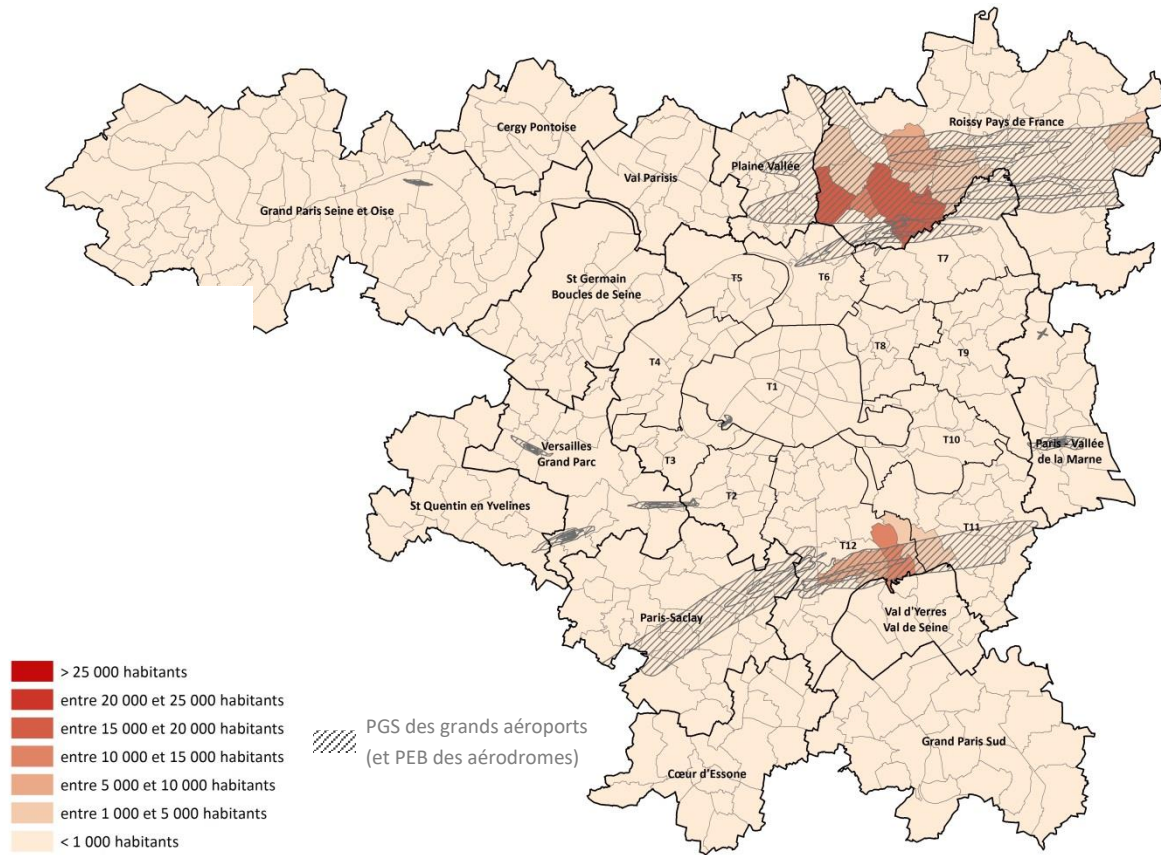 Roissy Pays de France
Cergy Pontoise
Plaine Vallée
Val Parisis
Grand Paris Seine et Oise
T7
St Germain
Boucles de Seine
T5
T6
T8
T9
T4
T1
Versailles
Grand Parc
T10
Paris - Vallée
de la Marne
T3
T2
St Quentin en Yvelines
T11
T12
Val d'Yerres
Val de Seine
Paris-Saclay
Grand Paris Sud
Cœur d'Essone
> 25 000 habitants
entre 20 000 et 25 000 habitants
entre 15 000 et 20 000 habitants
entre 10 000 et 15 000 habitants
entre 5 000 et 10 000 habitants
entre 1 000 et 5 000 habitants
< 1 000 habitants
PGS des grands aéroports
(et PEB des aérodromes)